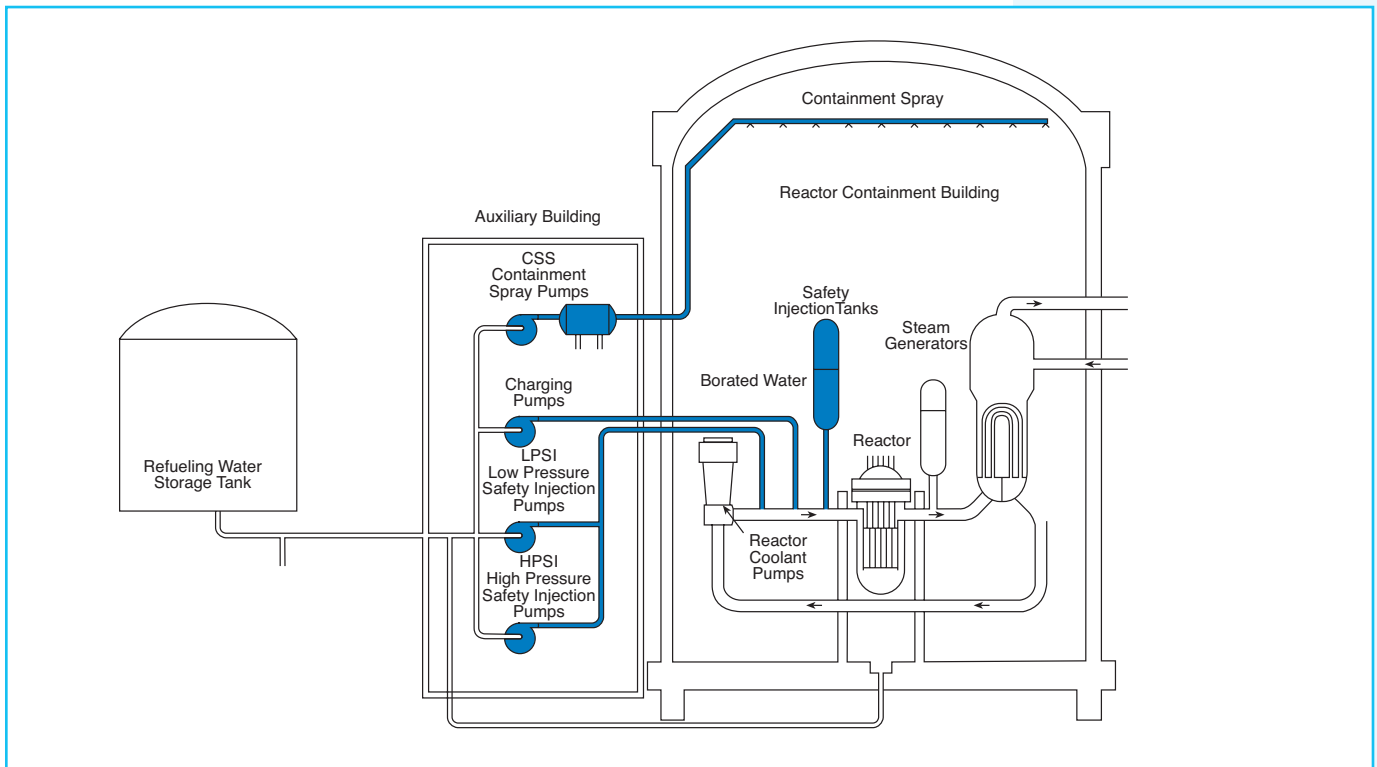 Containment Spray
Reactor Containment Building
Auxiliary Building
CSS
Containment
Spray Pumps
Safety
InjectionTanks
Steam
Generators
Borated Water
Charging
Pumps
Reactor
LPSI
Low Pressure
Safety Injection
Pumps
Refueling Water
Storage Tank
Reactor
Coolant
Pumps
HPSI
High Pressure
Safety Injection
Pumps